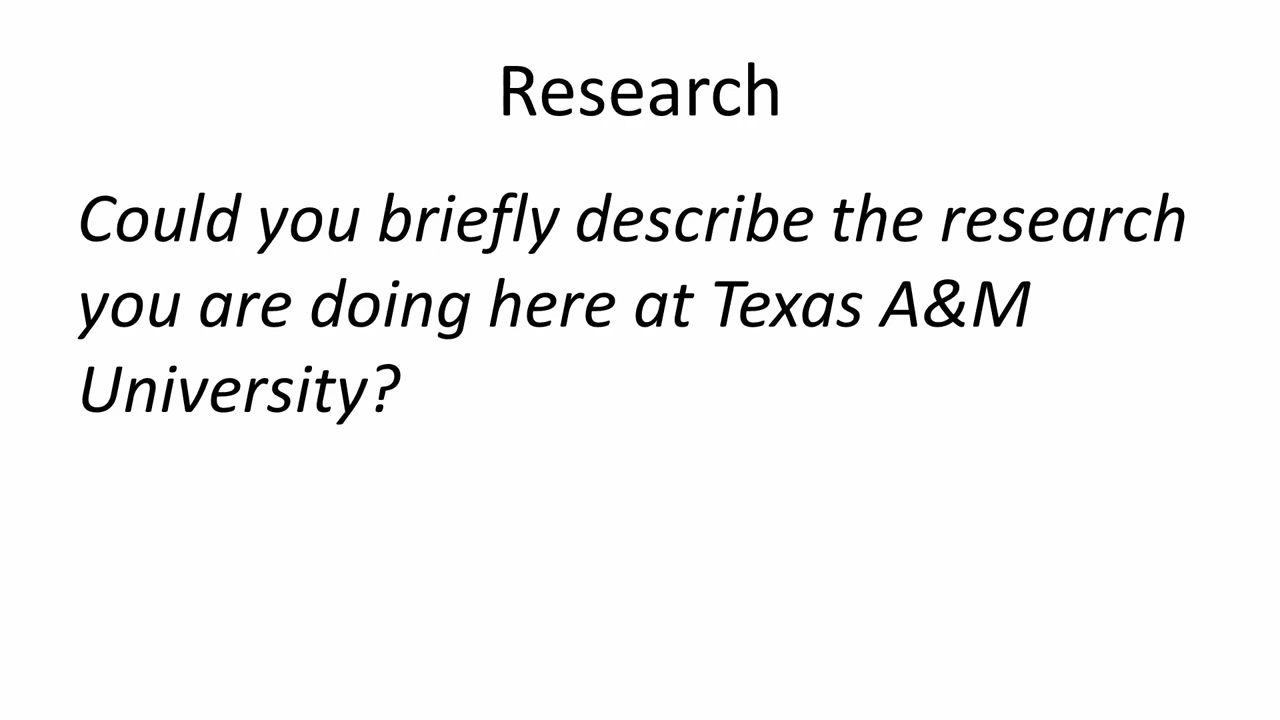 Research
Could you briefly describe the research
you are doing here at Texas A&M
University?